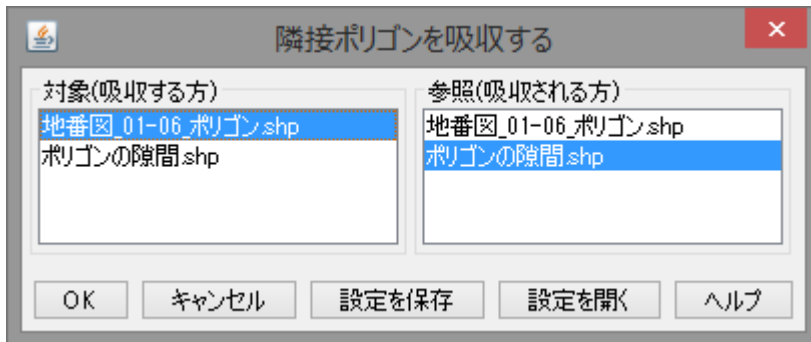 隣接ポリゴンを吸収する
対象(吸収する方)
地番図_01-06_ポリゴン.shp
ポリゴンの隙間.shp
参照(吸収される方)
地番図_01-06_ポリゴン.shp
ポリゴンの隙間.shp
OK キャンセル 設定を保存 設定を開く ヘルプ